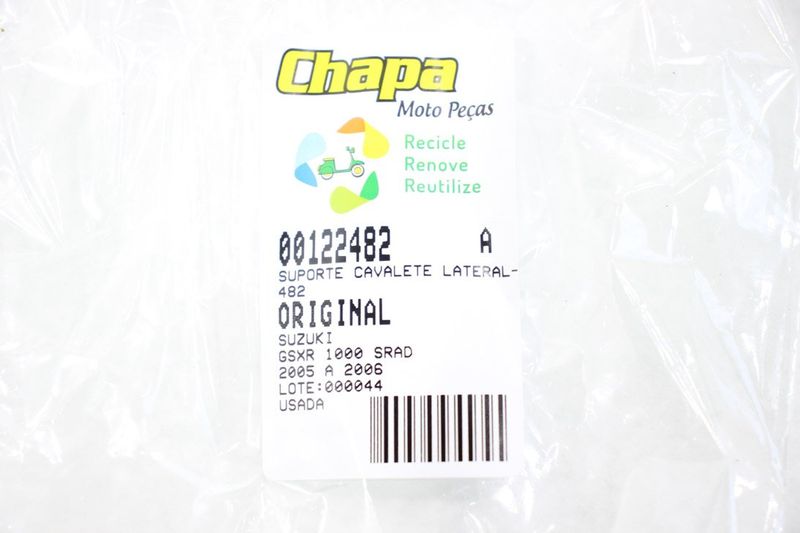 Chapa
Moto Peças
Recicle
Renove
Reutilize
00122482 A
SUPORTE CAVALETE LATERAL-
482
ORIGINAL
SUZUKI
GSXR 1000 SRAD
2005 A 2006
LOTE:000044
USADA